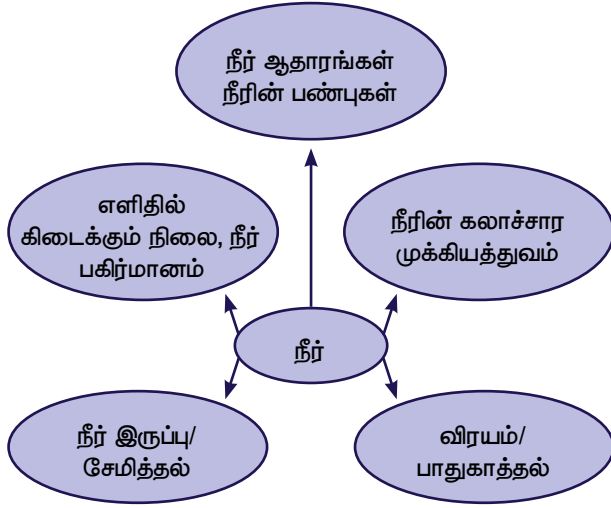 நீர் ஆதாரங்கள்
நீரின் பண்புகள்
எளிதில்
கிடைக்கும் நிலை, நீர்
பகிர்மானம்
நீரின் கலாச்சார
முக்கியத்துவம்
நீர்
நீர் இருப்பு/
சேமித்தல்
விரயம்/
பாதுகாத்தல்